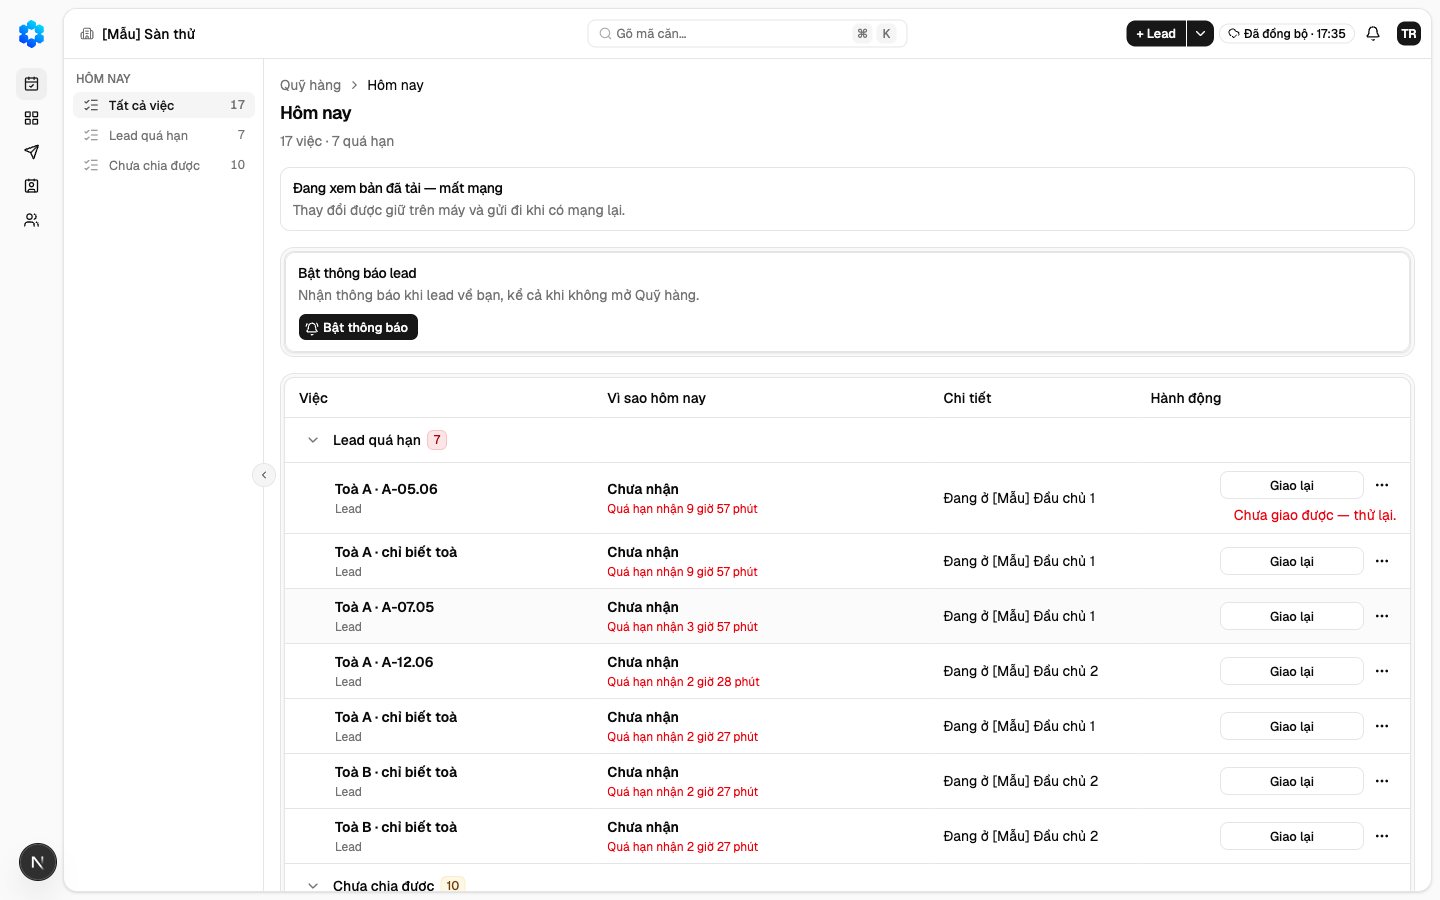 [Mẫu] Sàn thử
Gõ mã căn...
⌘ K
+ Lead
Đã đồng bộ · 17:35
TR
HÔM NAY
Tất cả việc 17
Lead quá hạn 7
Chưa chia được 10
Quỹ hàng > Hôm nay
Hôm nay
17 việc · 7 quá hạn
Đang xem bản đã tải — mất mạng
Thay đổi được giữ trên máy và gửi đi khi có mạng lại.
Bật thông báo lead
Nhận thông báo khi lead về bạn, kể cả khi không mở Quỹ hàng.
Bật thông báo
Việc Vì sao hôm nay Chi tiết Hành động
Lead quá hạn 7
Toà A · A-05.06
Lead
Chưa nhận
Quá hạn nhận 9 giờ 57 phút
Đang ở [Mẫu] Đầu chủ 1
Giao lại
Chưa giao được — thử lại.
Toà A · chỉ biết toà
Lead
Chưa nhận
Quá hạn nhận 9 giờ 57 phút
Đang ở [Mẫu] Đầu chủ 1
Giao lại
Toà A · A-07.05
Lead
Chưa nhận
Quá hạn nhận 3 giờ 57 phút
Đang ở [Mẫu] Đầu chủ 1
Giao lại
Toà A · A-12.06
Lead
Chưa nhận
Quá hạn nhận 2 giờ 28 phút
Đang ở [Mẫu] Đầu chủ 2
Giao lại
Toà A · chỉ biết toà
Lead
Chưa nhận
Quá hạn nhận 2 giờ 27 phút
Đang ở [Mẫu] Đầu chủ 1
Giao lại
Toà B · chỉ biết toà
Lead
Chưa nhận
Quá hạn nhận 2 giờ 27 phút
Đang ở [Mẫu] Đầu chủ 2
Giao lại
Toà B · chỉ biết toà
Lead
Chưa nhận
Quá hạn nhận 2 giờ 27 phút
Đang ở [Mẫu] Đầu chủ 2
Giao lại
Chưa chia được 10
N